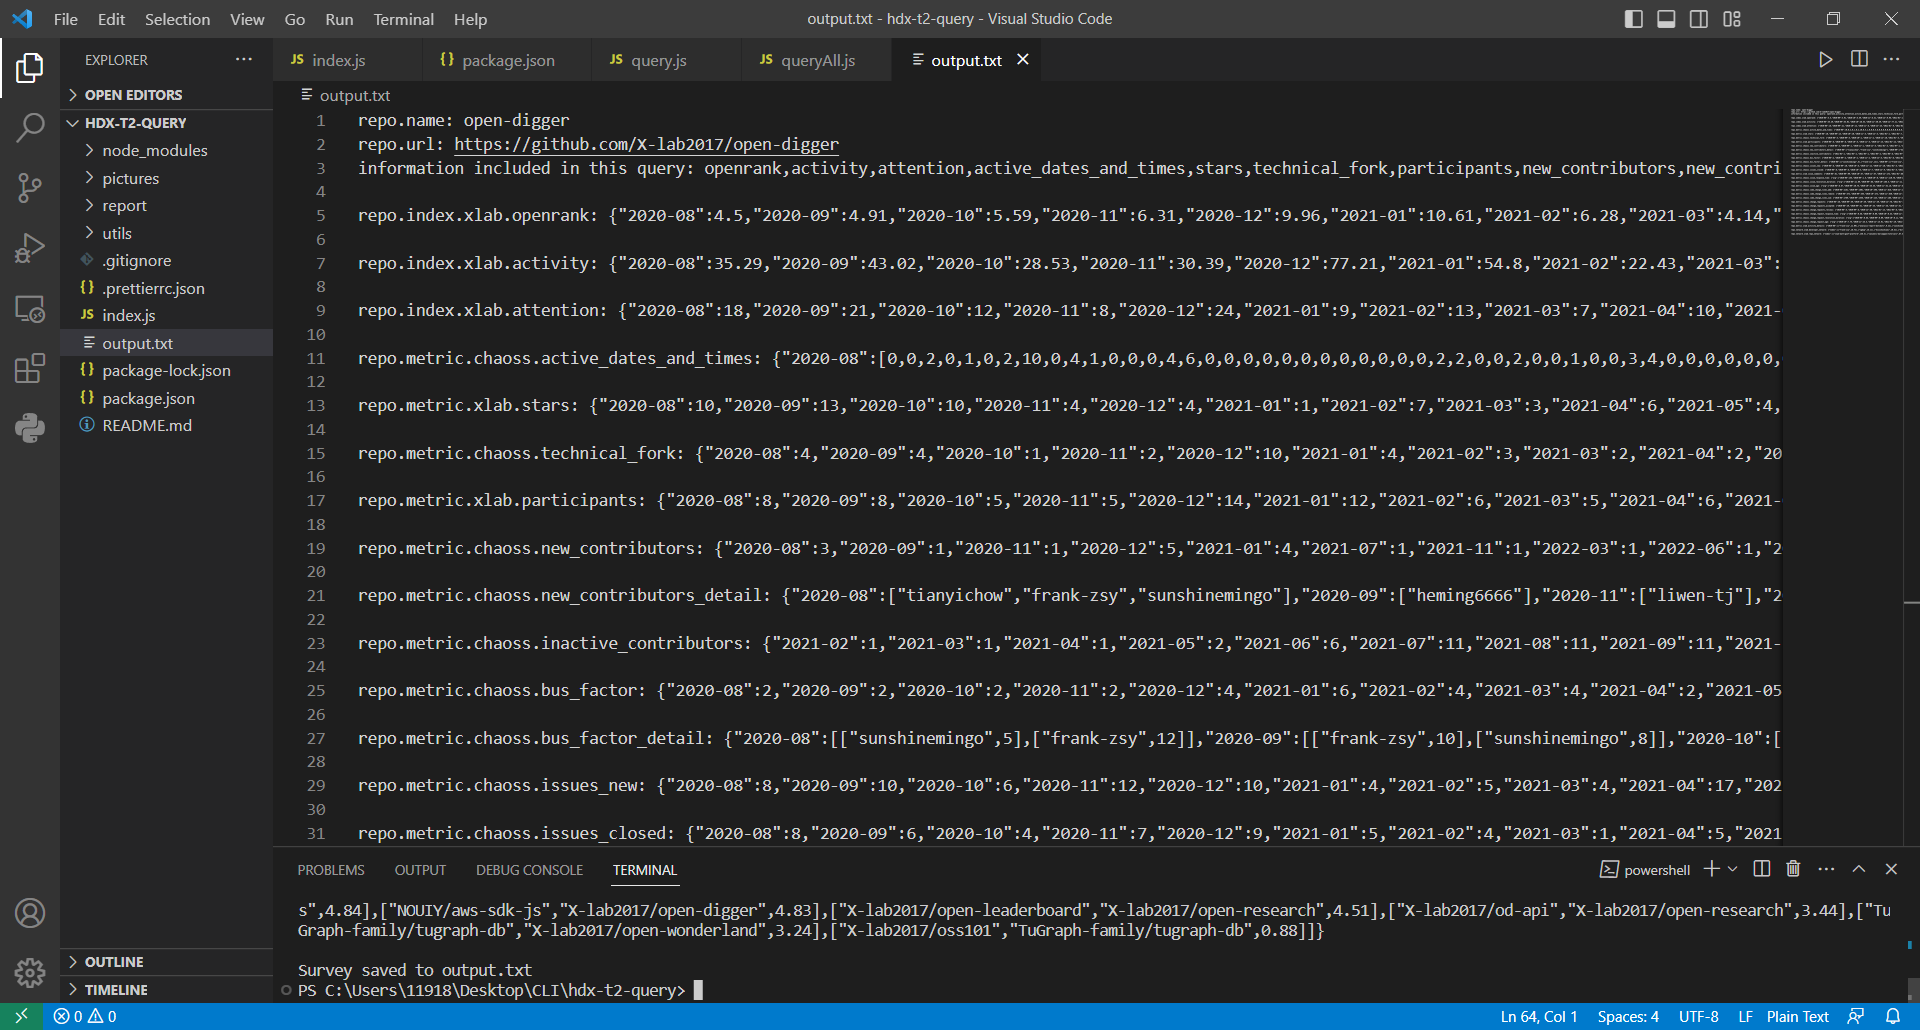 File Edit Selection View Go Run Terminal Help
output.txt - hdx-t2-query - Visual Studio Code
EXPLORER
OPEN EDITORS
HDX-T2-QUERY
node_modules
pictures
report
utils
.gitignore
.prettierrc.json
index.js
output.txt
package-lock.json
package.json
README.md
OUTLINE
TIMELINE
JS index.js
{} package.json
JS query.js
JS queryAll.js
output.txt
output.txt
1 repo.name: open-digger
2 repo.url: https://github.com/X-lab2017/open-digger
3 information included in this query: openrank,activity,attention,active_dates_and_times,stars,technical_fork,participants,new_contributors,new_contri
4
5 repo.index.xlab.openrank: {"2020-08":4.5,"2020-09":4.91,"2020-10":5.59,"2020-11":6.31,"2020-12":9.96,"2021-01":10.61,"2021-02":6.28,"2021-03":4.14,"
6
7 repo.index.xlab.activity: {"2020-08":35.29,"2020-09":43.02,"2020-10":28.53,"2020-11":30.39,"2020-12":77.21,"2021-01":54.8,"2021-02":22.43,"2021-03":
8
9 repo.index.xlab.attention: {"2020-08":18,"2020-09":21,"2020-10":12,"2020-11":8,"2020-12":24,"2021-01":9,"2021-02":13,"2021-03":7,"2021-04":10,"2021-
10
11 repo.metric.chaoss.active_dates_and_times: {"2020-08":[0,0,2,0,1,0,2,10,0,4,1,0,0,0,4,6,0,0,0,0,0,0,0,0,0,0,0,0,2,2,0,0,2,0,0,1,0,0,3,4,0,0,0,0,0,0,
12
13 repo.metric.xlab.stars: {"2020-08":10,"2020-09":13,"2020-10":10,"2020-11":4,"2020-12":4,"2021-01":1,"2021-02":7,"2021-03":3,"2021-04":6,"2021-05":4,
14
15 repo.metric.chaoss.technical_fork: {"2020-08":4,"2020-09":4,"2020-10":1,"2020-11":2,"2020-12":10,"2021-01":4,"2021-02":3,"2021-03":2,"2021-04":2,"20
16
17 repo.metric.xlab.participants: {"2020-08":8,"2020-09":8,"2020-10":5,"2020-11":5,"2020-12":14,"2021-01":12,"2021-02":6,"2021-03":5,"2021-04":6,"2021-
18
19 repo.metric.chaoss.new_contributors: {"2020-08":3,"2020-09":1,"2020-11":1,"2020-12":5,"2021-01":4,"2021-07":1,"2021-11":1,"2022-03":1,"2022-06":1,"2
20
21 repo.metric.chaoss.new_contributors_detail: {"2020-08":["tianyichow","frank-zsy","sunshinemingo"],"2020-09":["heming6666"],"2020-11":["liwen-tj"],"2
22
23 repo.metric.chaoss.inactive_contributors: {"2021-02":1,"2021-03":1,"2021-04":1,"2021-05":2,"2021-06":6,"2021-07":11,"2021-08":11,"2021-09":11,"2021-
24
25 repo.metric.chaoss.bus_factor: {"2020-08":2,"2020-09":2,"2020-10":2,"2020-11":2,"2020-12":4,"2021-01":6,"2021-02":4,"2021-03":4,"2021-04":2,"2021-05
26
27 repo.metric.chaoss.bus_factor_detail: {"2020-08":[["sunshinemingo",5],["frank-zsy",12]],"2020-09":[["frank-zsy",10],["sunshinemingo",8]],"2020-10":[
28
29 repo.metric.chaoss.issues_new: {"2020-08":8,"2020-09":10,"2020-10":6,"2020-11":12,"2020-12":10,"2021-01":4,"2021-02":5,"2021-03":4,"2021-04":17,"202
30
31 repo.metric.chaoss.issues_closed: {"2020-08":8,"2020-09":6,"2020-10":4,"2020-11":7,"2020-12":9,"2021-01":5,"2021-02":4,"2021-03":1,"2021-04":5,"2021
PROBLEMS OUTPUT DEBUG CONSOLE TERMINAL
powershell
s",4.84],["NOUIY/aws-sdk-js","X-lab2017/open-digger",4.83],["X-lab2017/open-leaderboard","X-lab2017/open-research",4.51],["X-lab2017/od-api","X-lab2017/open-research",3.44],["Tu
Graph-family/tugraph-db","X-lab2017/open-wonderland",3.24],["X-lab2017/oss101","TuGraph-family/tugraph-db",0.88]]}
Survey saved to output.txt
PS C:\Users\11918\Desktop\CLI\hdx-t2-query>
0 0
Ln 64, Col 1 Spaces: 4 UTF-8 LF Plain Text